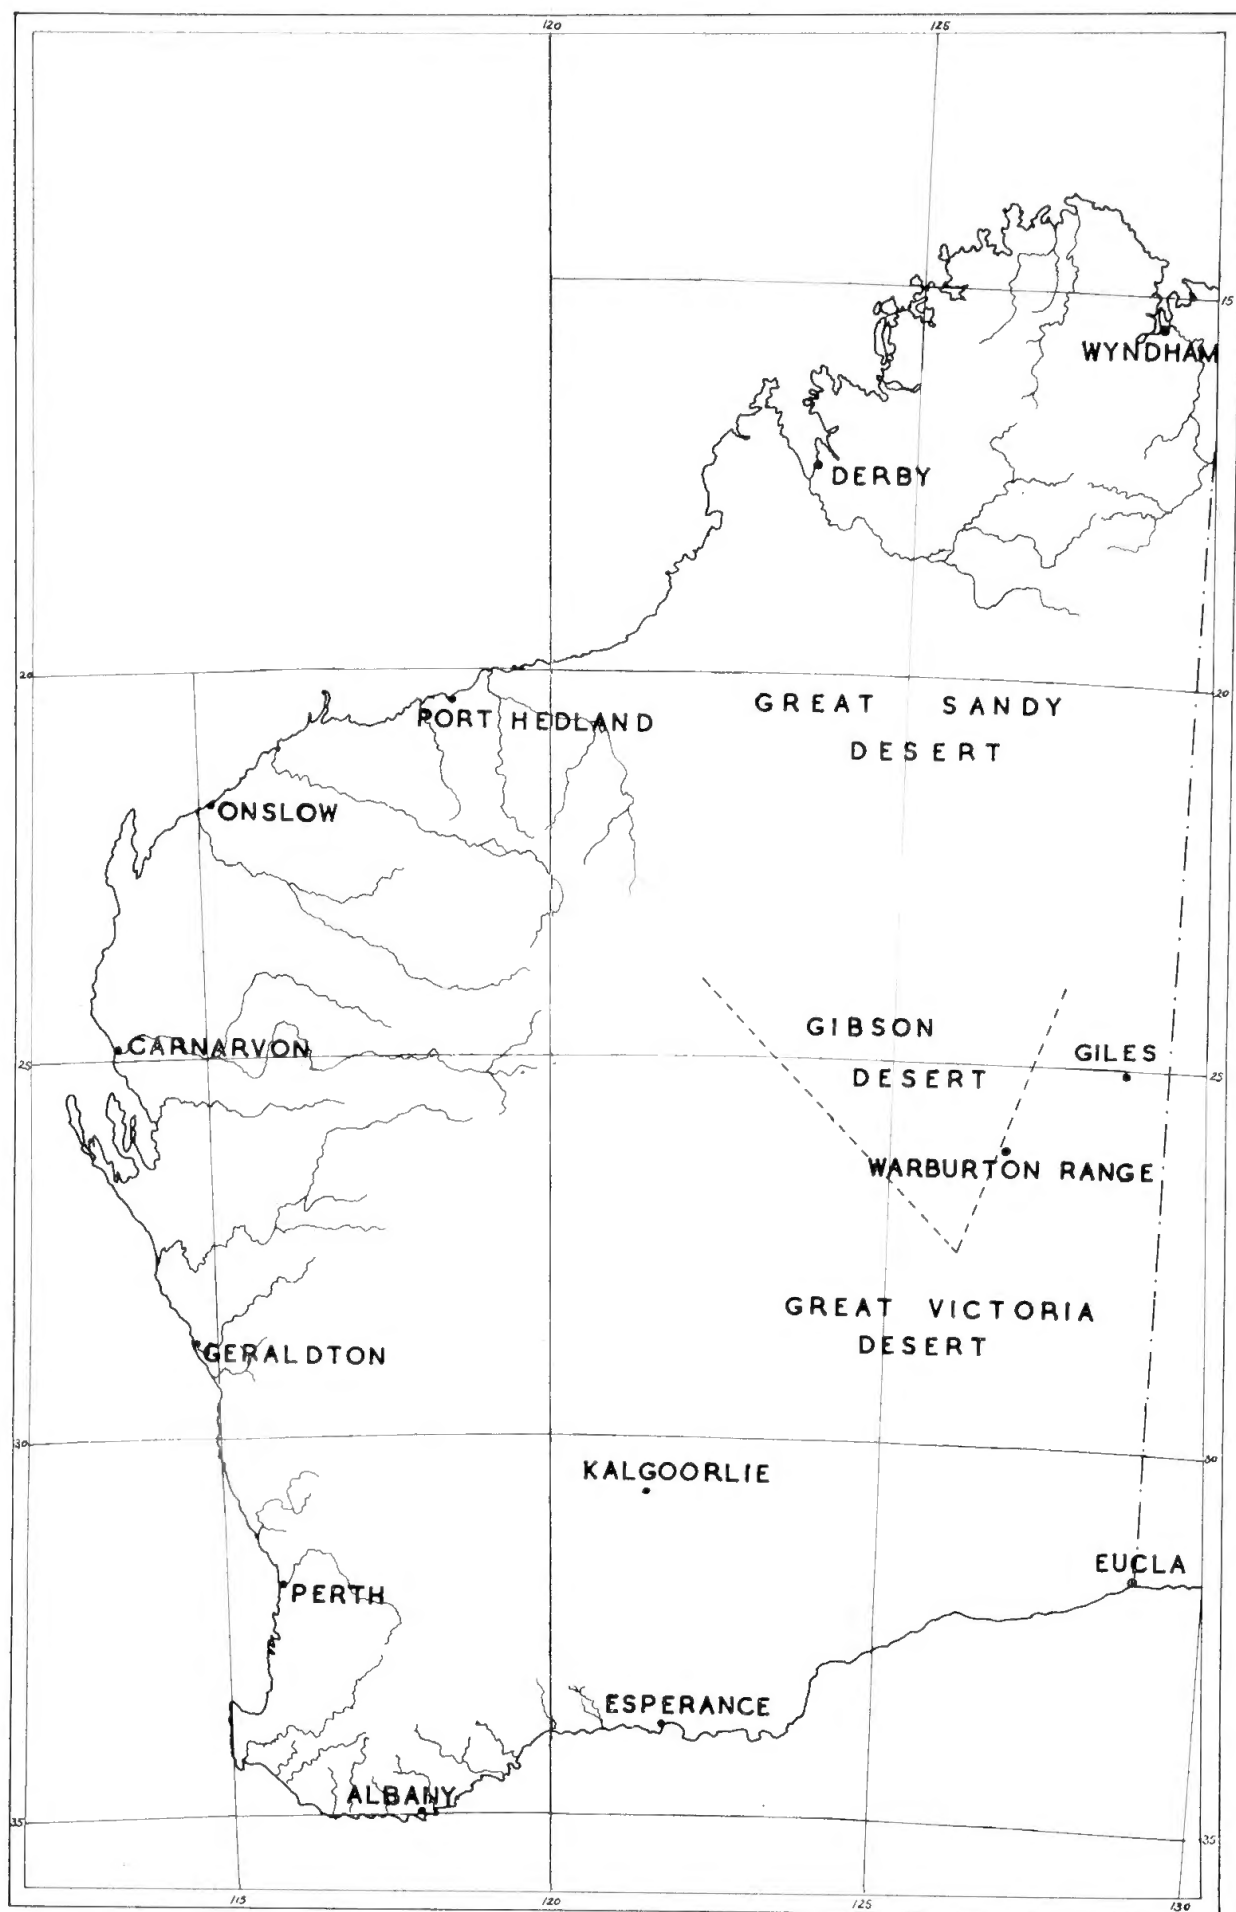 120
125
15
WYNDHAM
DERBY
20
20
GREAT SANDY
DESERT
PORT HEDLAND
ONSLOW
GIBSON
DESERT
CARNARVON
GILES
25
25
WARBURTON RANGE
GREAT VICTORIA
DESERT
GERALDTON
30
30
KALGOORLIE
EUCLA
PERTH
ESPERANCE
ALBANY
35
35
115
120
125
130